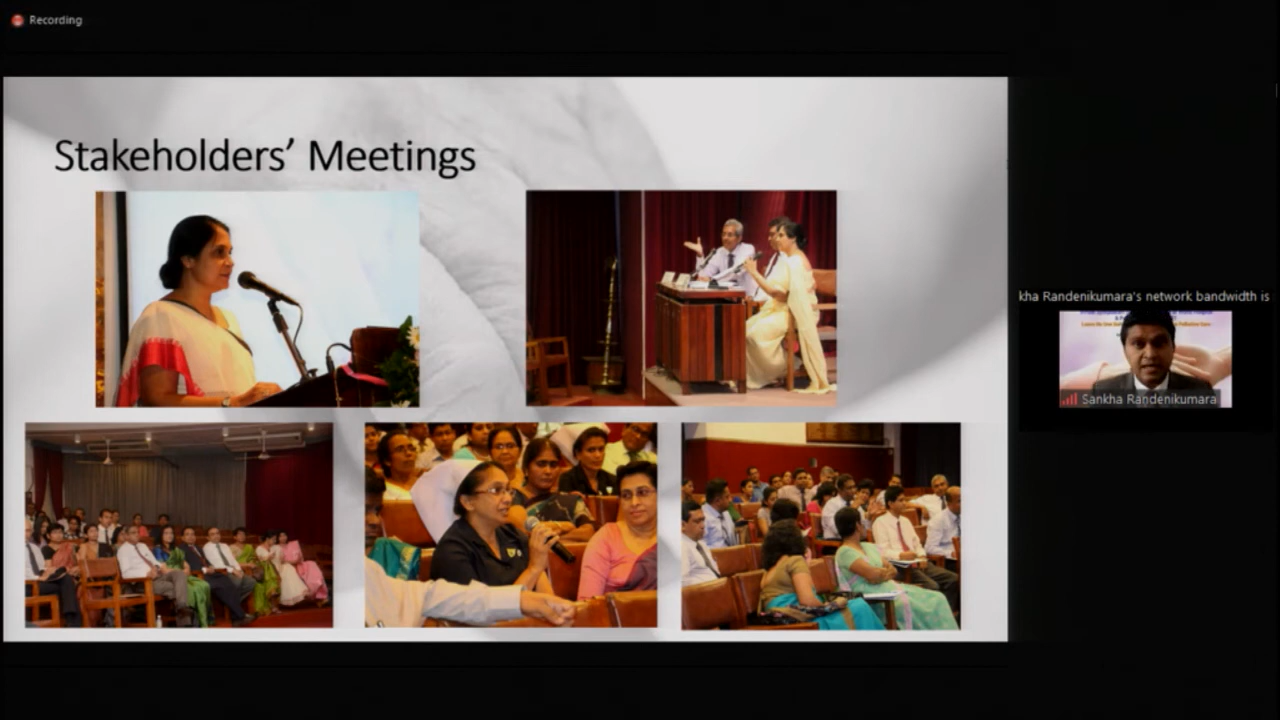 Recording
Stakeholders' Meetings
kha Randenikumara's network bandwidth is
Sankha Randenikumara